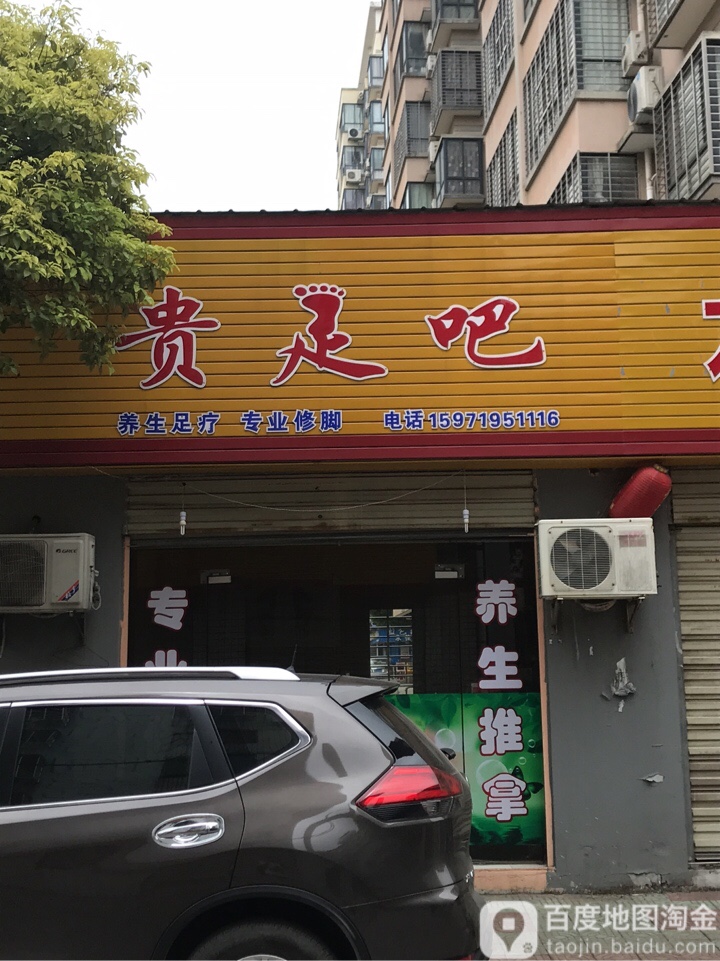 贵足吧
养生足疗 专业修脚 电话15971951116
GREE
专业
养生推拿
百度地图淘金
taojin.baidu.com